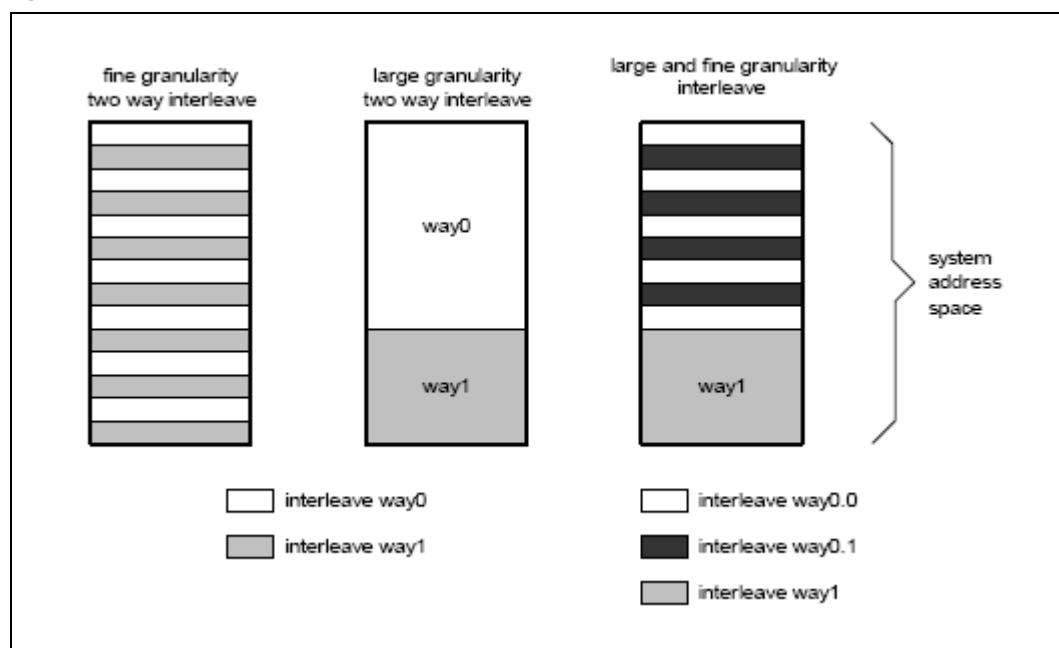 fine granularity
two way interleave
large granularity
two way interleave
large and fine granularity
interleave
way0
way1
way1
system
address
space
interleave way0
interleave way1
interleave way0.0
interleave way0.1
interleave way1